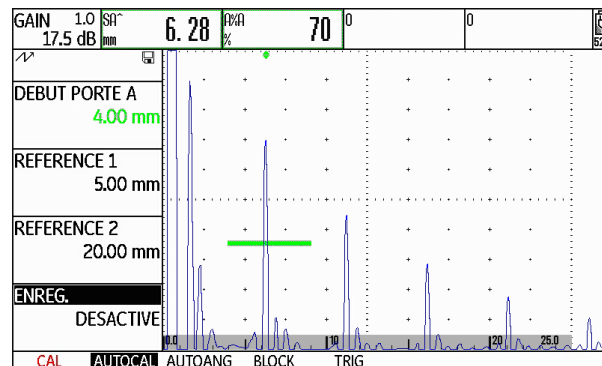 GAIN 1.0 SA^ 6.28 A%A 70 0 0
17.5 dB mm %
DEBUT PORTE A
4.00 mm
REFERENCE 1
5.00 mm
REFERENCE 2
20.00 mm
ENREG.
DESACTIVE
0.0 10 20 25.0
CAL AUTOCAL AUTOANG BLOCK TRIG